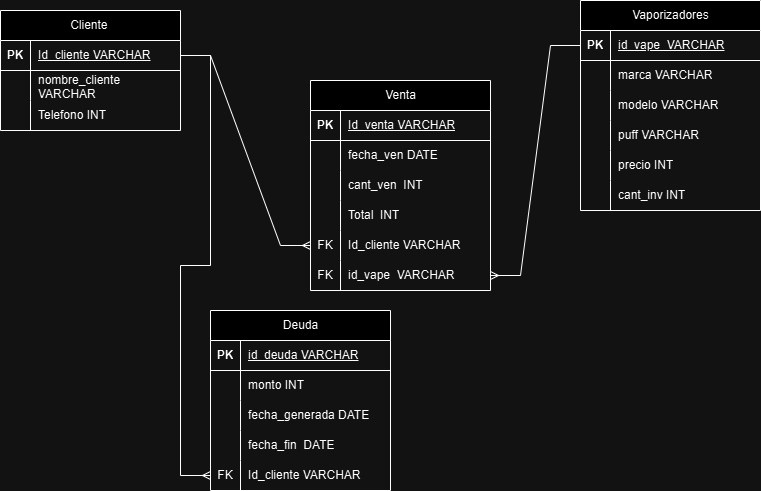 Cliente
PK Id_cliente VARCHAR
nombre_cliente
VARCHAR
Telefono INT
Vaporizadores
PK id_vape VARCHAR
marca VARCHAR
modelo VARCHAR
puff VARCHAR
precio INT
cant_inv INT
Venta
PK Id_venta VARCHAR
fecha_ven DATE
cant_ven INT
Total INT
FK Id_cliente VARCHAR
FK id_vape VARCHAR
Deuda
PK id_deuda VARCHAR
monto INT
fecha_generada DATE
fecha_fin DATE
FK Id_cliente VARCHAR